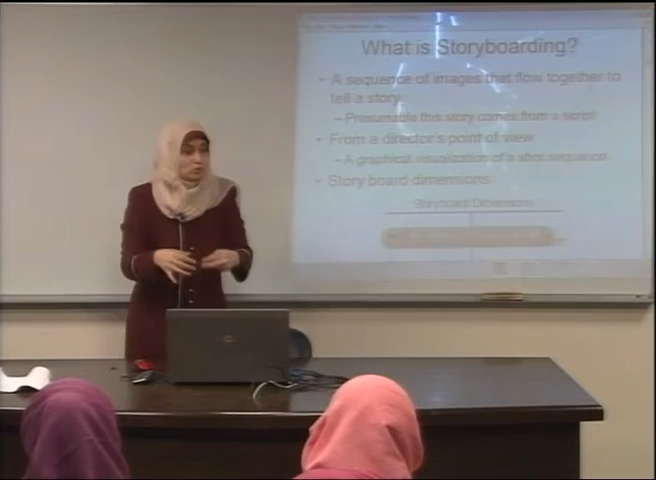 What is Storyboarding?
- A sequence of images that flow together to
tell a story
– Presumable this story comes from a script
- From a director's point of view
– A graphical visualization of a shot sequence
- Story board dimensions
Storyboard Dimensions